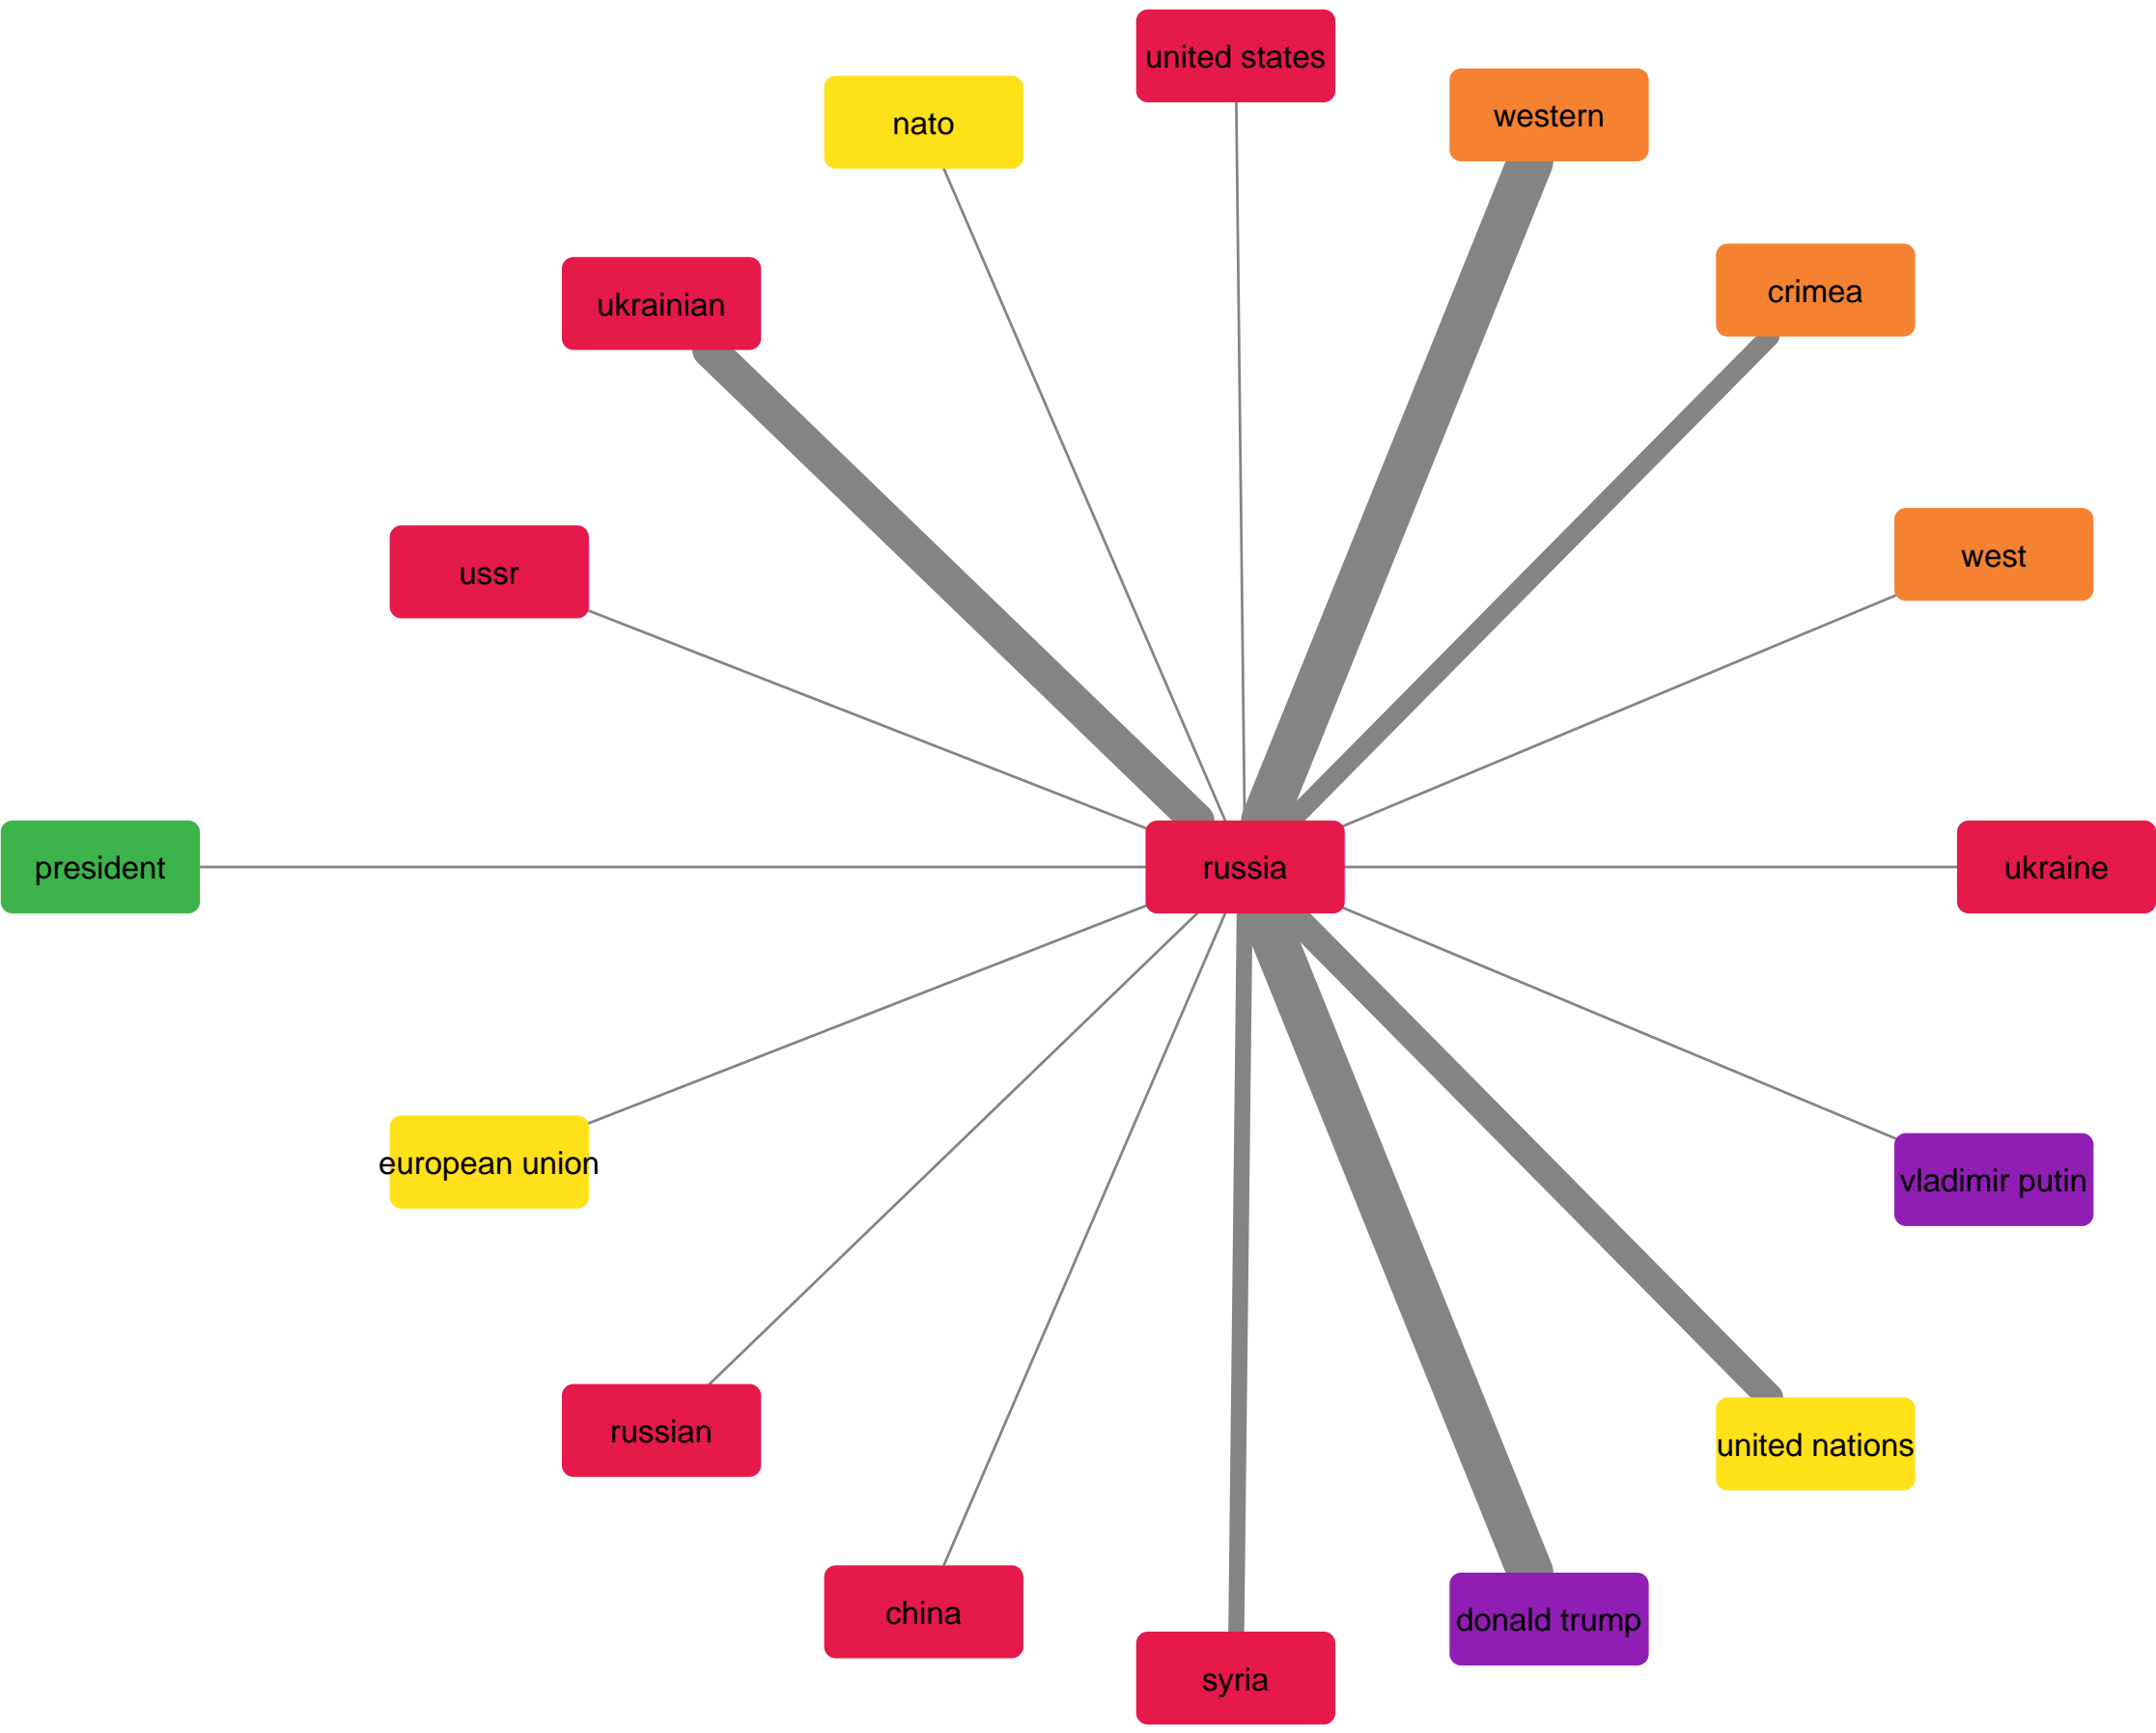 united states
western
nato
crimea
ukrainian
west
ussr
president
russia
ukraine
european union
vladimir putin
russian
united nations
china
donald trump
syria